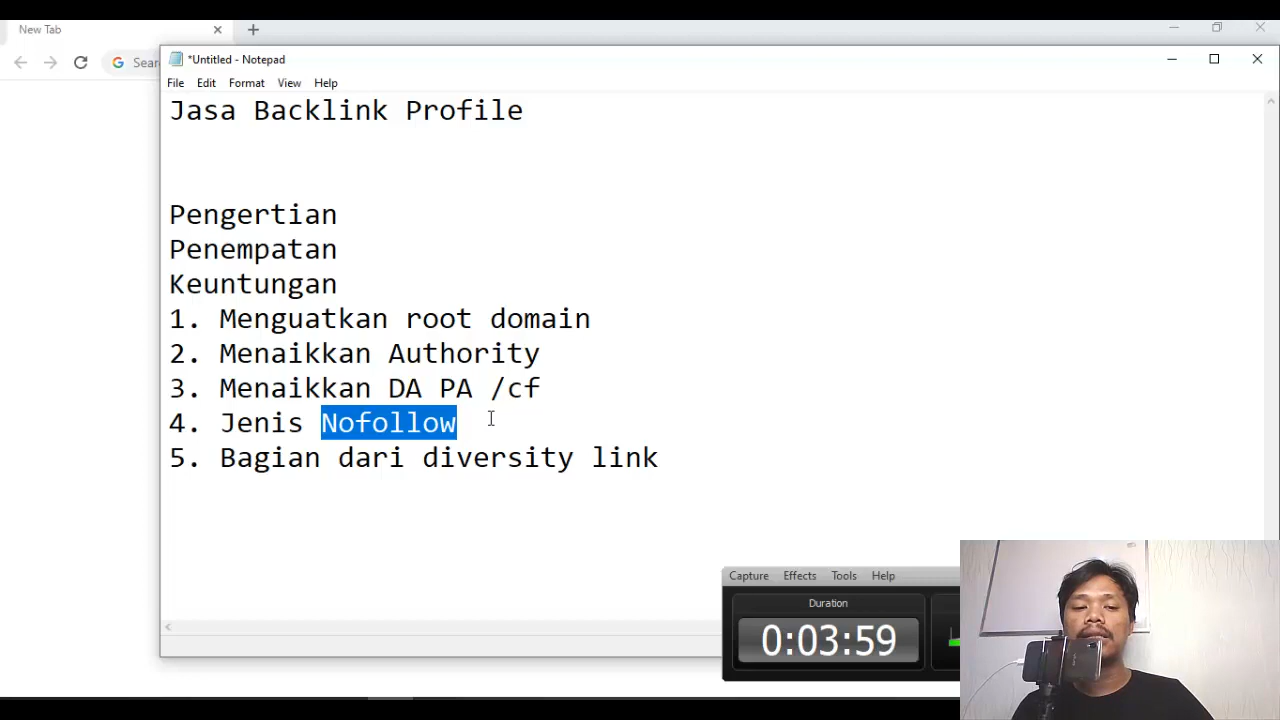 New Tab
Sear
*Untitled - Notepad
File Edit Format View Help
Jasa Backlink Profile
Pengertian
Penempatan
Keuntungan
1. Menguatkan root domain
2. Menaikkan Authority
3. Menaikkan DA PA /cf
4. Jenis Nofollow
5. Bagian dari diversity link
Capture Effects Tools Help
Duration
0:03:59